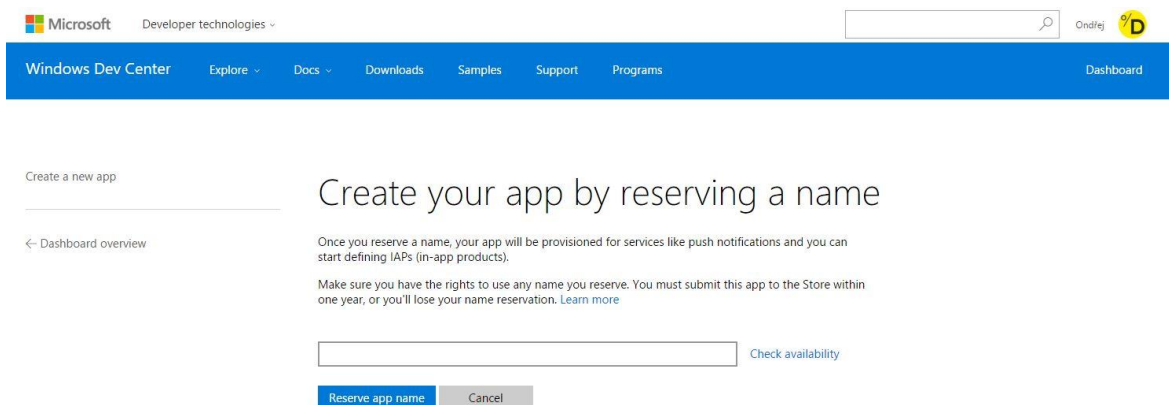 Microsoft Developer technologies Ondřej %D
Windows Dev Center Explore Docs Downloads Samples Support Programs Dashboard
Create a new app
← Dashboard overview
Create your app by reserving a name
Once you reserve a name, your app will be provisioned for services like push notifications and you can
start defining IAPs (in-app products).
Make sure you have the rights to use any name you reserve. You must submit this app to the Store within
one year, or you'll lose your name reservation. Learn more
Check availability
Reserve app name Cancel